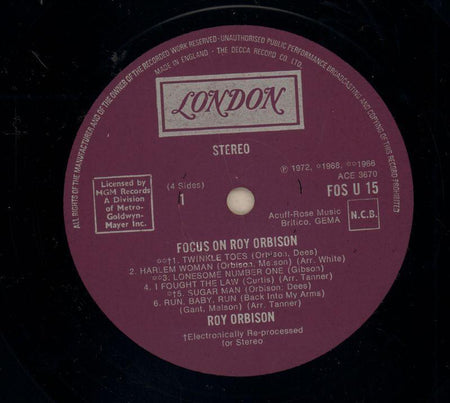 ALL RIGHTS OF THE MANUFACTURER AND OF THE OWNER OF THE RECORDED WORK RESERVED-UNAUTHORISED PUBLIC PERFORMANCE BROADCASTING AND COPYING OF THIS RECORD PROHIBITED
MADE IN ENGLAND · THE DECCA RECORD CO. LTD.
LONDON
STEREO
Licensed by
MGM Records
A Division
of Metro-
Goldwyn-
Mayer Inc.
(4 Sides)
1
℗ 1972, o1968, oo1966
ACE 3670
FOS U 15
Acuff-Rose Music
Britico, GEMA
N.C.B.
FOCUS ON ROY ORBISON
oo†1. TWINKLE TOES (Orbison, Dees)
2. HARLEM WOMAN (Orbison, Melson) (Arr. White)
oo3. LONESOME NUMBER ONE (Gibson)
4. I FOUGHT THE LAW (Curtis) (Arr. Tanner)
o†5. SUGAR MAN (Orbison, Dees)
6. RUN, BABY, RUN (Back Into My Arms)
(Gant, Melson) (Arr. Tanner)
ROY ORBISON
†Electronically Re-processed
for Stereo